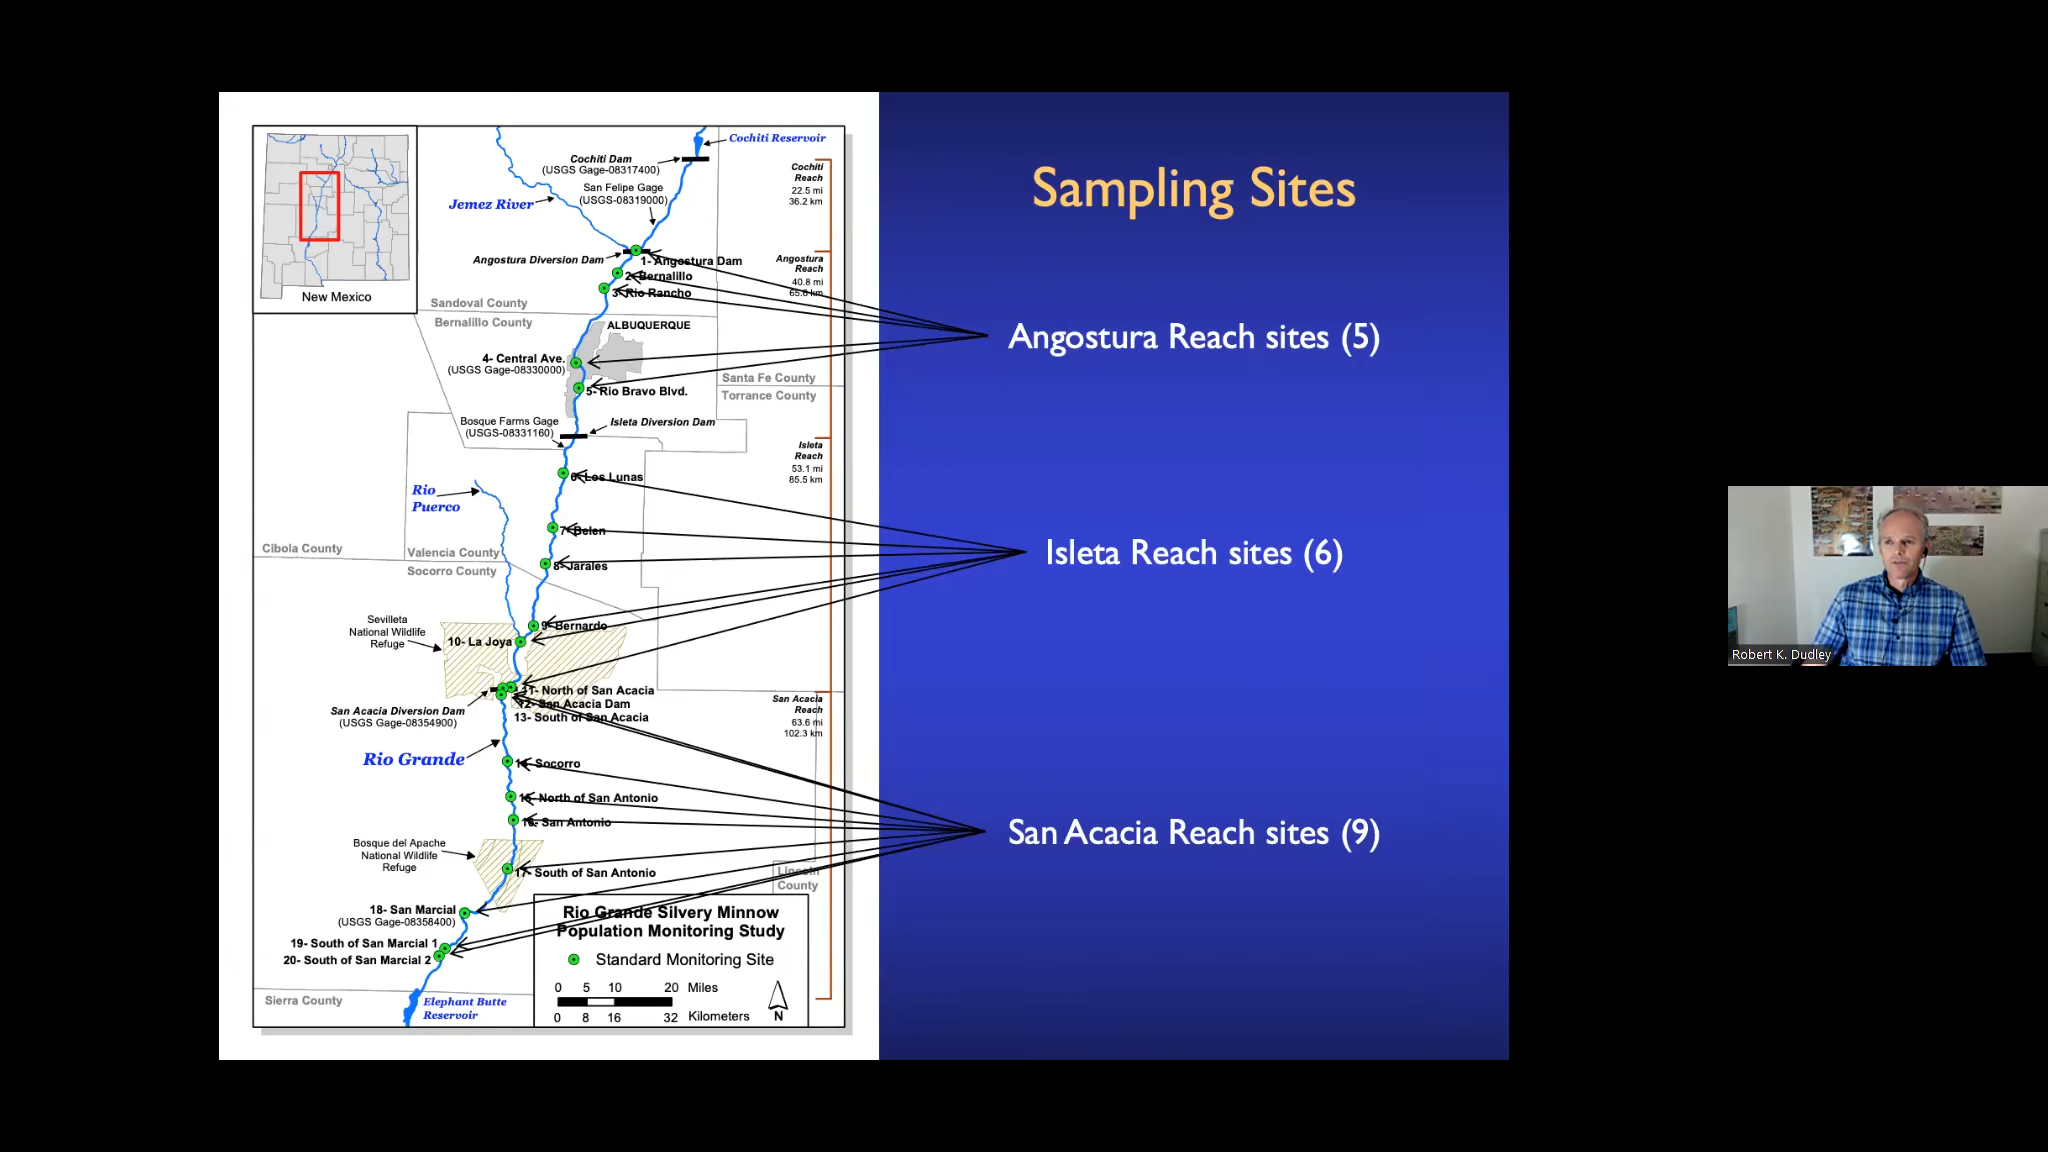 New Mexico
Cochiti Reservoir
Cochiti Dam
(USGS Gage-08317400)
San Felipe Gage
(USGS-08319000)
Jemez River
Cochiti
Reach
22.5 mi
36.2 km
Angostura Diversion Dam
1- Angostura Dam
2- Bernalillo
3- Rio Rancho
Angostura
Reach
40.8 mi
65.6 km
Sandoval County
Bernalillo County
ALBUQUERQUE
4- Central Ave.
(USGS Gage-08330000)
5- Rio Bravo Blvd.
Santa Fe County
Torrance County
Bosque Farms Gage
(USGS-08331160)
Isleta Diversion Dam
Isleta
Reach
53.1 mi
85.5 km
6- Los Lunas
Rio
Puerco
7- Belen
8- Jarales
Cibola County
Valencia County
Socorro County
Sevilleta
National Wildlife
Refuge
9- Bernardo
10- La Joya
11- North of San Acacia
12- San Acacia Dam
13- South of San Acacia
San Acacia Diversion Dam
(USGS Gage-08354900)
San Acacia
Reach
63.6 mi
102.3 km
Rio Grande
14- Socorro
15- North of San Antonio
16- San Antonio
Bosque del Apache
National Wildlife
Refuge
17- South of San Antonio
Lincoln
County
18- San Marcial
(USGS Gage-08358400)
19- South of San Marcial 1
20- South of San Marcial 2
Sierra County
Elephant Butte
Reservoir
Rio Grande Silvery Minnow
Population Monitoring Study
Standard Monitoring Site
0 5 10 20 Miles
0 8 16 32 Kilometers
N
Sampling Sites
Angostura Reach sites (5)
Isleta Reach sites (6)
San Acacia Reach sites (9)
Robert K. Dudley